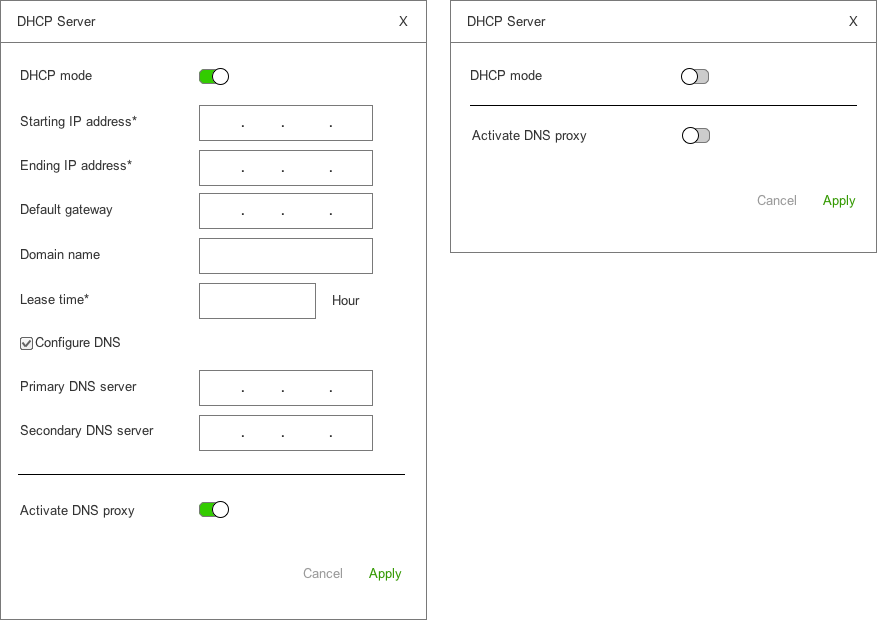 DHCP Server X
DHCP mode
Starting IP address*
. . .
Ending IP address*
. . .
Default gateway
. . .
Domain name
Lease time*
Hour
Configure DNS
Primary DNS server
. . .
Secondary DNS server
. . .
Activate DNS proxy
Cancel Apply
DHCP Server X
DHCP mode
Activate DNS proxy
Cancel Apply